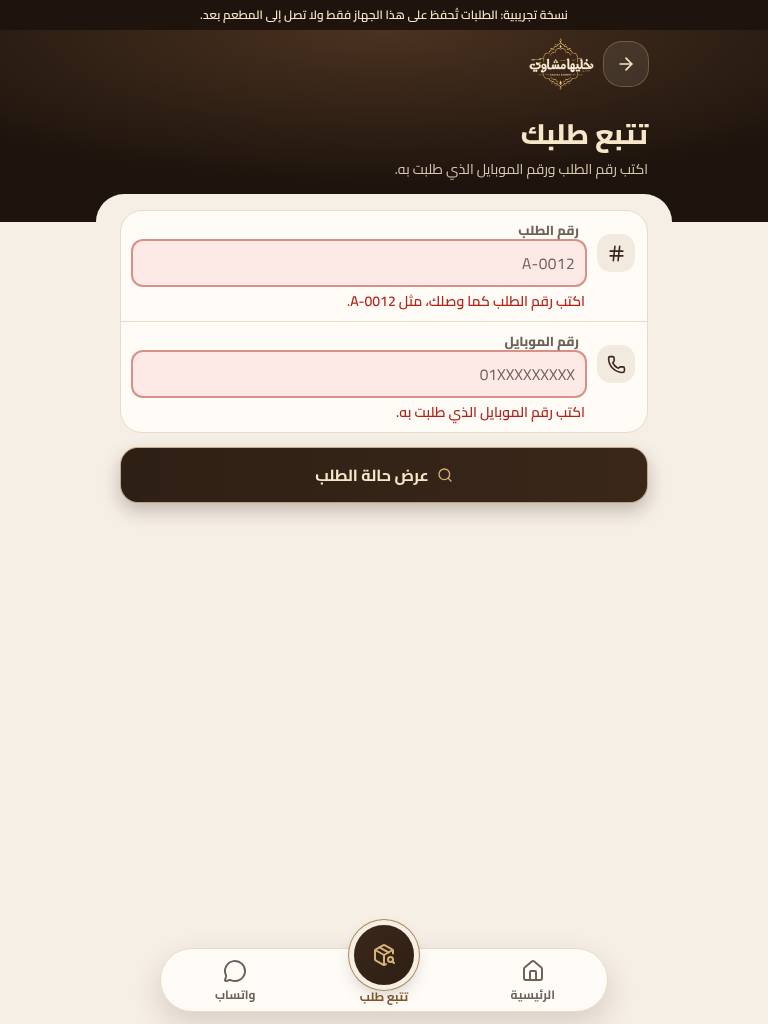 نسخة تجريبية: الطلبات تُحفظ على هذا الجهاز فقط ولا تصل إلى المطعم بعد.
خليها مشاوي
تتبع طلبك
اكتب رقم الطلب ورقم الموبايل الذي طلبت به.
رقم الطلب
A-0012
اكتب رقم الطلب كما وصلك، مثل A-0012.
رقم الموبايل
01XXXXXXXXX
اكتب رقم الموبايل الذي طلبت به.
عرض حالة الطلب
الرئيسية
تتبع طلب
واتساب